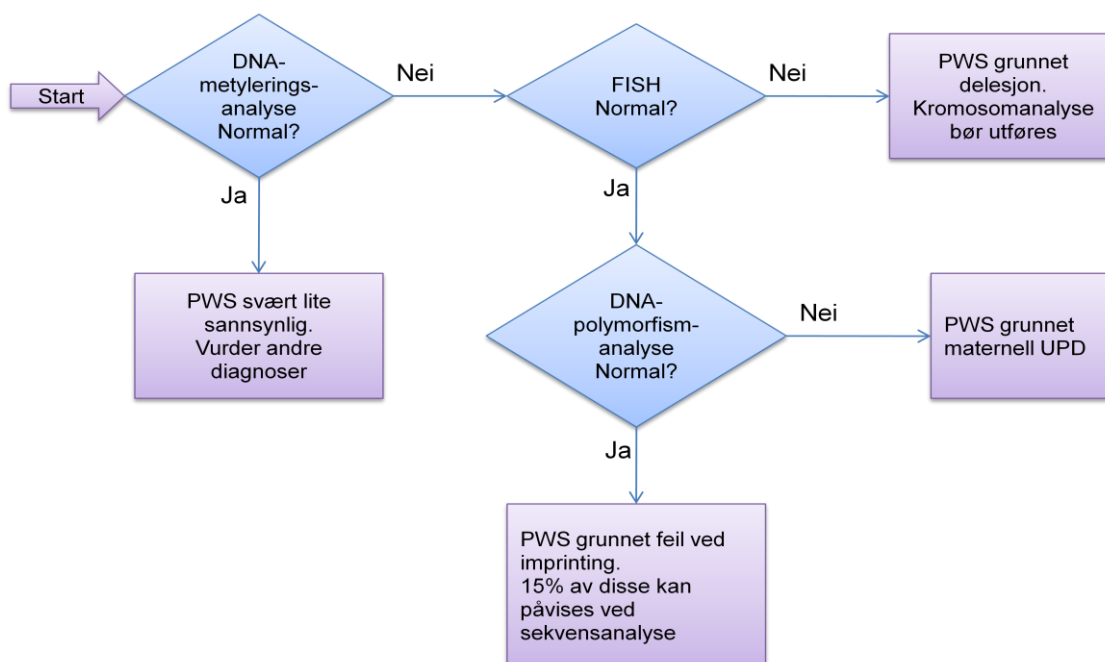 Start
DNA-
metylerings-
analyse
Normal?
Nei
FISH
Normal?
Nei
PWS grunnet
delesjon.
Kromosomanalyse
bør utføres
Ja
Ja
PWS svært lite
sannsynlig.
Vurder andre
diagnoser
DNA-
polymorfism-
analyse
Normal?
Nei
PWS grunnet
maternell UPD
Ja
PWS grunnet feil ved
imprinting.
15% av disse kan
påvises ved
sekvensanalyse